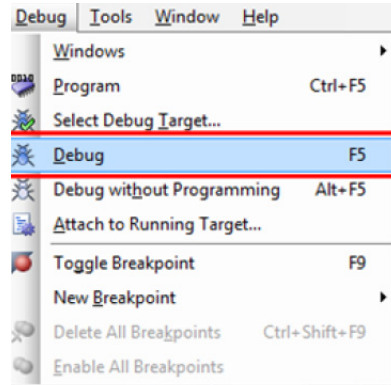 Debug Tools Window Help
Windows
Program Ctrl+F5
Select Debug Target...
Debug F5
Debug without Programming Alt+F5
Attach to Running Target...
Toggle Breakpoint F9
New Breakpoint
Delete All Breakpoints Ctrl+Shift+F9
Enable All Breakpoints